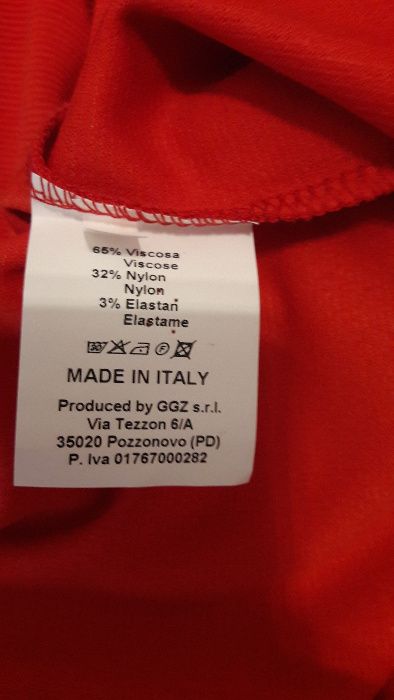 65% Viscosa
Viscose
32% Nylon
Nylon
3% Elastan
Elastame
MADE IN ITALY
Produced by GGZ s.r.l.
Via Tezzon 6/A
35020 Pozzonovo (PD)
P. Iva 01767000282